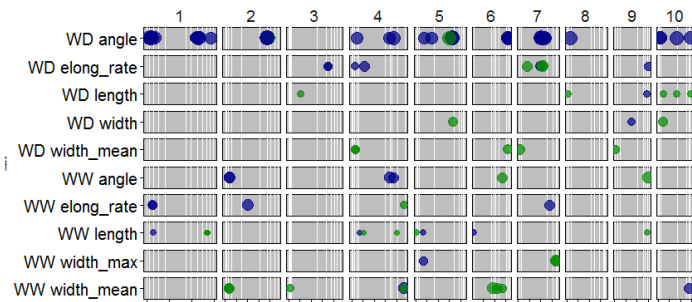 1 2 3 4 5 6 7 8 9 10
WD angle
WD elong_rate
WD length
WD width
WD width_mean
WW angle
WW elong_rate
WW length
WW width_max
WW width_mean